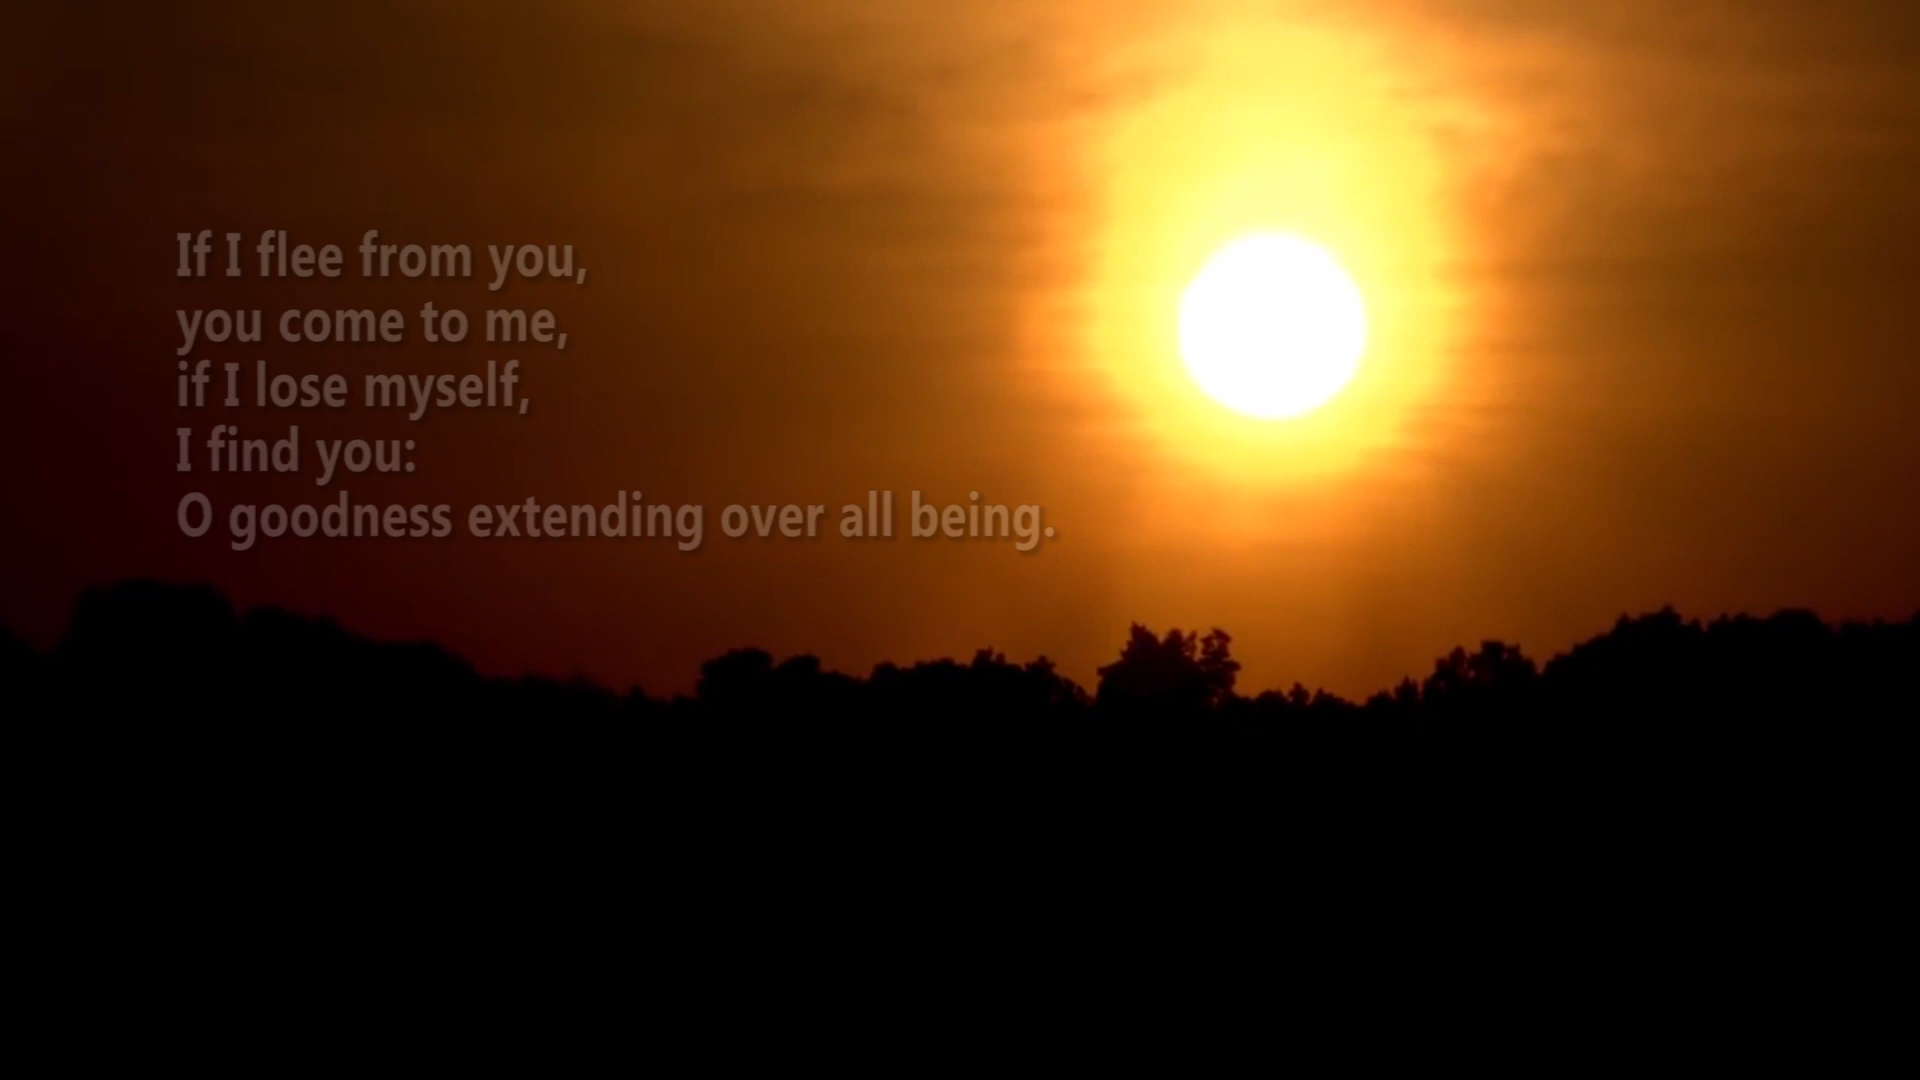 If I flee from you,
you come to me,
if I lose myself,
I find you:
O goodness extending over all being.